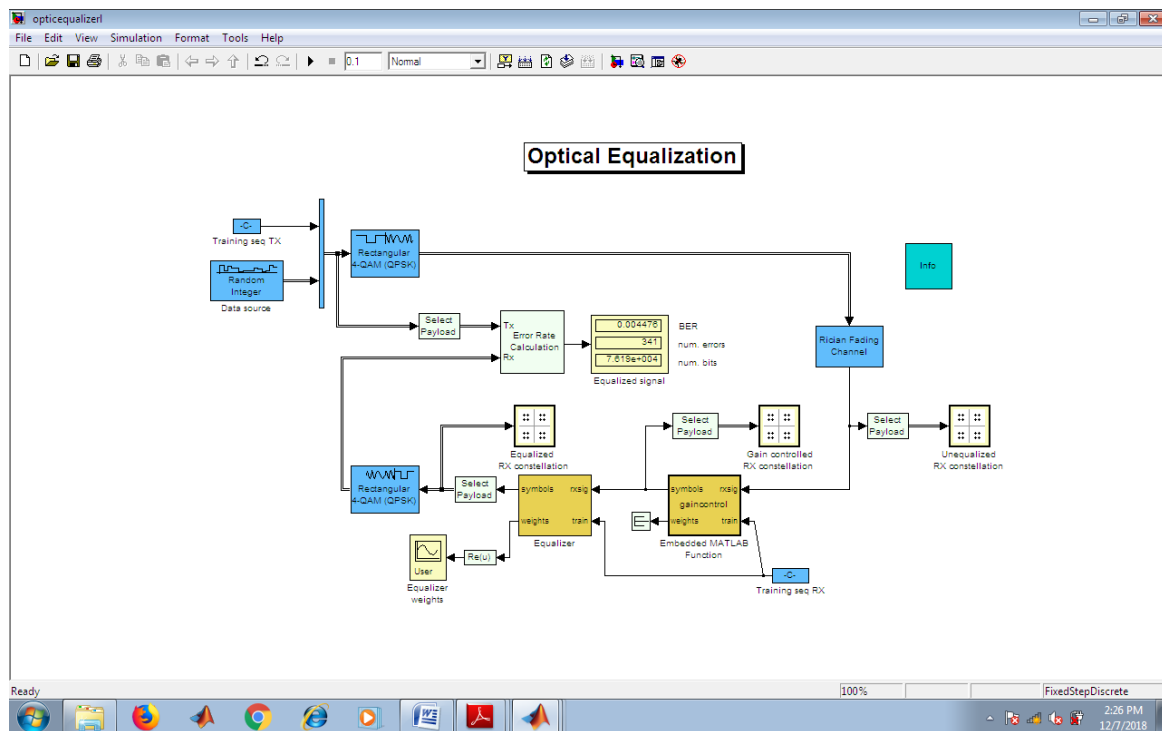 opticequalizerl
File Edit View Simulation Format Tools Help
0.1 Normal
Optical Equalization
-C-
Training seq TX
Random
Integer
Data source
Rectangular
4-QAM (QPSK)
Info
Select
Payload
Tx
Error Rate
Calculation
Rx
0.004476
341
7.618e+004
BER
num. errors
num. bits
Equalized signal
Rician Fading
Channel
Equalized
RX constellation
Select
Payload
Gain controlled
RX constellation
Select
Payload
Unequalized
RX constellation
Rectangular
4-QAM (QPSK)
Select
Payload
symbols rxsig
weights train
Equalizer
symbols rxsig
gaincontrol
weights train
Embedded MATLAB
Function
User
Equalizer
weights
Re(u)
-C-
Training seq RX
Ready
100%
FixedStepDiscrete
2:26 PM
12/7/2018